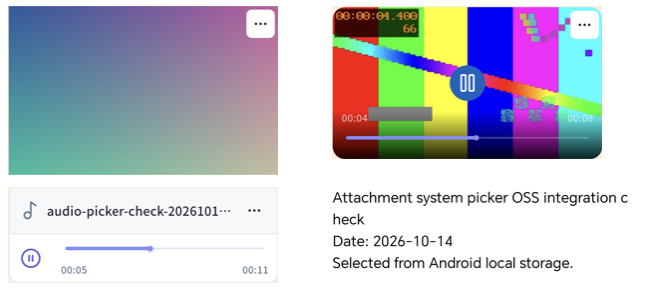 audio-picker-check-2026101...
00:05
00:11
00:00:04.400
66
00:04
00:08
Attachment system picker OSS integration c
heck
Date: 2026-10-14
Selected from Android local storage.